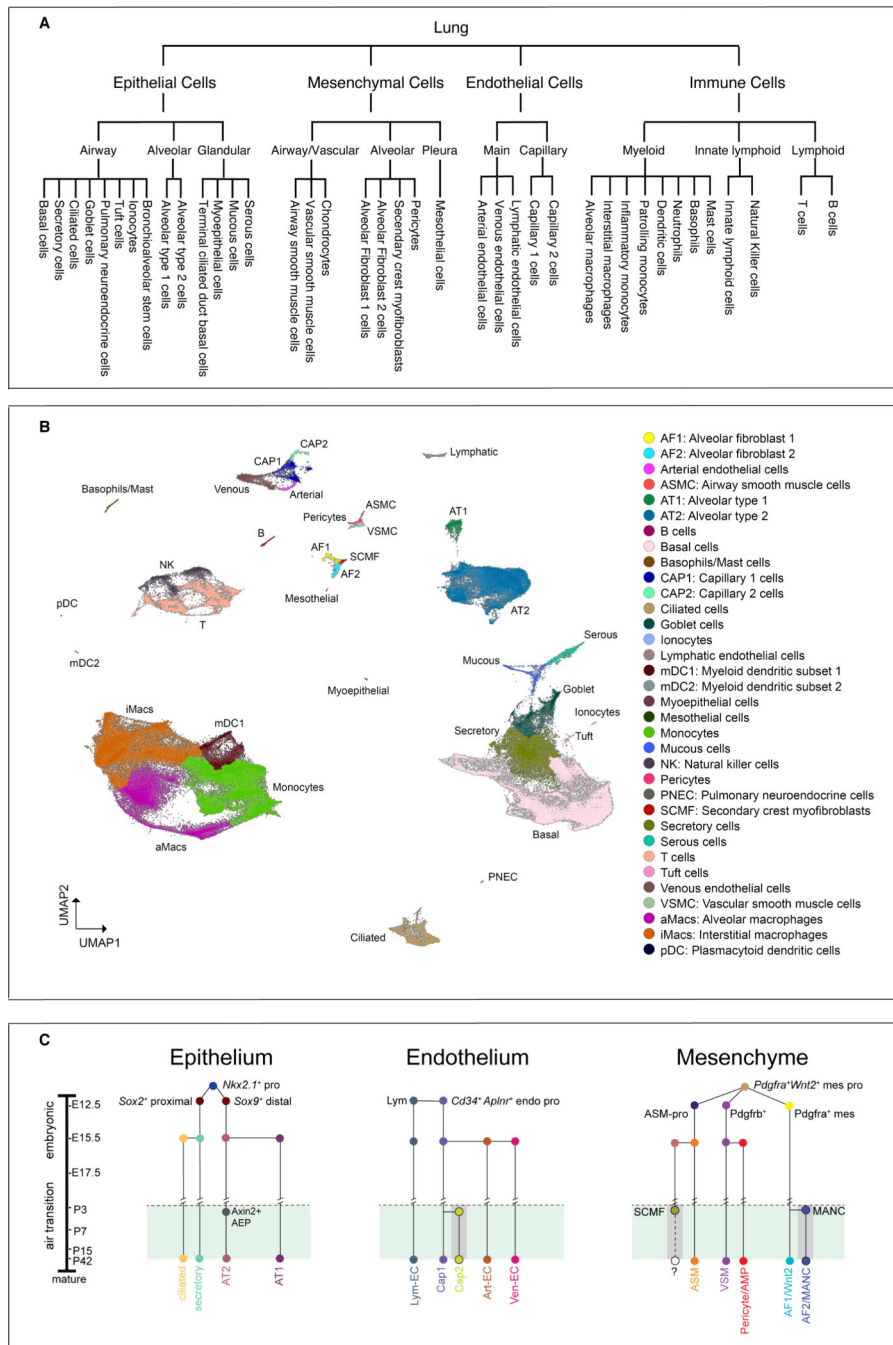 A
Lung
Epithelial Cells
Mesenchymal Cells
Endothelial Cells
Immune Cells
Airway
Alveolar
Glandular
Airway/Vascular
Alveolar
Pleura
Main
Capillary
Myeloid
Innate lymphoid
Lymphoid
Basal cells
Secretory cells
Ciliated cells
Goblet cells
Pulmonary neuroendocrine cells
Tuft cells
Ionocytes
Bronchioalveolar stem cells
Alveolar type 1 cells
Alveolar type 2 cells
Terminal ciliated duct basal cells
Myoepithelial cells
Mucous cells
Serous cells
Airway smooth muscle cells
Vascular smooth muscle cells
Chondrocytes
Alveolar Fibroblast 1 cells
Alveolar Fibroblast 2 cells
Secendary crest myofibroblasts
Pericytes
Mesothelial cells
Arterial endothelial cells
Venous endothelial cells
Lymphatic endothelial cells
Capillary 1 cells
Capillary 2 cells
Alveolar macrophages
Interstitial macrophages
Inflammatory monocytes
Patrolling monocytes
Dendritic cells
Neutrophils
Basophils
Mast cells
Innate lymphoid cells
Natural Killer cells
T cells
B cells
B
CAP2
CAP1
Lymphatic
Venous
Arterial
Basophils/Mast
ASMC
Pericytes
VSMC
AT1
B
AF1
SCMF
AF2
NK
Mesothelial
AT2
pDC
T
Serous
mDC2
Mucous
Myoepithelial
Goblet
iMacs
Ionocytes
mDC1
Secretory
Tuft
Monocytes
Basal
aMacs
PNEC
UMAP2
UMAP1
Ciliated
AF1: Alveolar fibroblast 1
AF2: Alveolar fibroblast 2
Arterial endothelial cells
ASMC: Airway smooth muscle cells
AT1: Alveolar type 1
AT2: Alveolar type 2
B cells
Basal cells
Basophils/Mast cells
CAP1: Capillary 1 cells
CAP2: Capillary 2 cells
Ciliated cells
Goblet cells
Ionocytes
Lymphatic endothelial cells
mDC1: Myeloid dendritic subset 1
mDC2: Myeloid dendritic subset 2
Myoepithelial cells
Mesothelial cells
Monocytes
Mucous cells
NK: Natural killer cells
Pericytes
PNEC: Pulmonary neuroendocrine cells
SCMF: Secondary crest myofibroblasts
Secretory cells
Serous cells
T cells
Tuft cells
Venous endothelial cells
VSMC: Vascular smooth muscle cells
aMacs: Alveolar macrophages
iMacs: Interstitial macrophages
pDC: Plasmacytoid dendritic cells
C
Epithelium
Endothelium
Mesenchyme
embryonic
air transition
E12.5
E15.5
E17.5
P3
P7
P15
P42
mature
Nkx2.1⁺ pro
Sox2⁺ proximal
Sox9⁺ distal
Axin2+
AEP
ciliated
secretory
AT2
AT1
Lym
Cd34⁺ Aplnr⁺ endo pro
Lym-EC
Cap1
Cap2
Art-EC
Ven-EC
Pdgfra⁺Wnt2⁺ mes pro
ASM-pro
Pdgfrb⁺
Pdgfra⁺ mes
SCMF
MANC
?
ASM
VSM
Pericyte/AMP
AF1/Wnt2
AF2/MANC